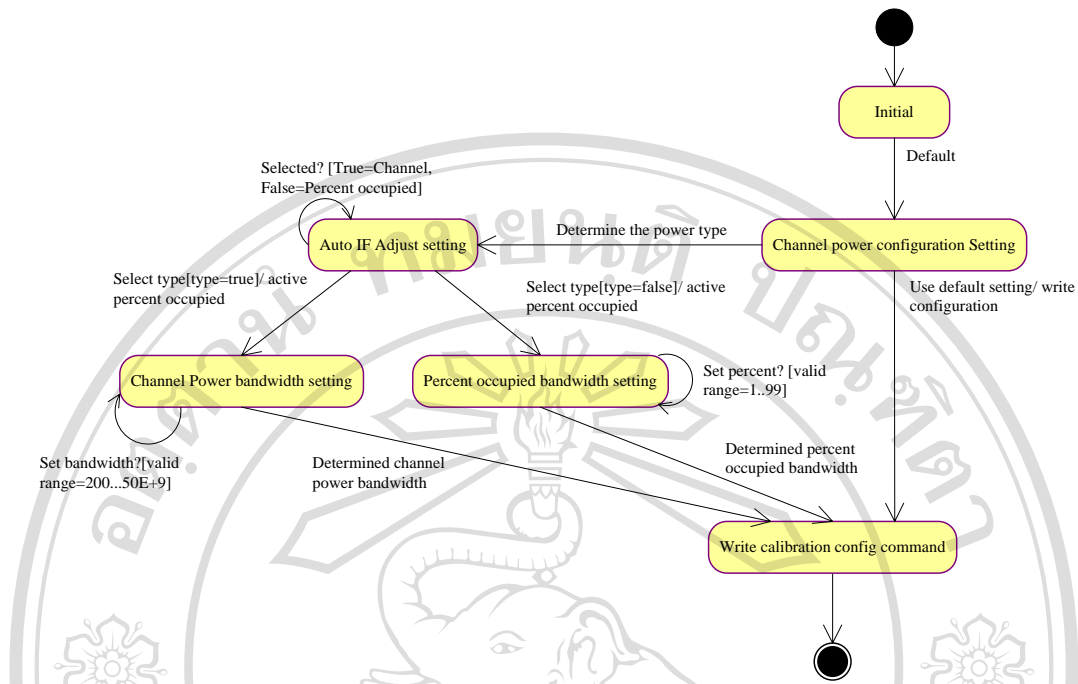 Initial
Default
Selected? [True=Channel,
False=Percent occupied]
Auto IF Adjust setting
Determine the power type
Channel power configuration Setting
Select type[type=true]/ active
percent occupied
Select type[type=false]/ active
percent occupied
Use default setting/ write
configuration
Channel Power bandwidth setting
Percent occupied bandwidth setting
Set percent? [valid
range=1..99]
Set bandwidth?[valid
range=200...50E+9]
Determined channel
power bandwidth
Determined percent
occupied bandwidth
Write calibration config command